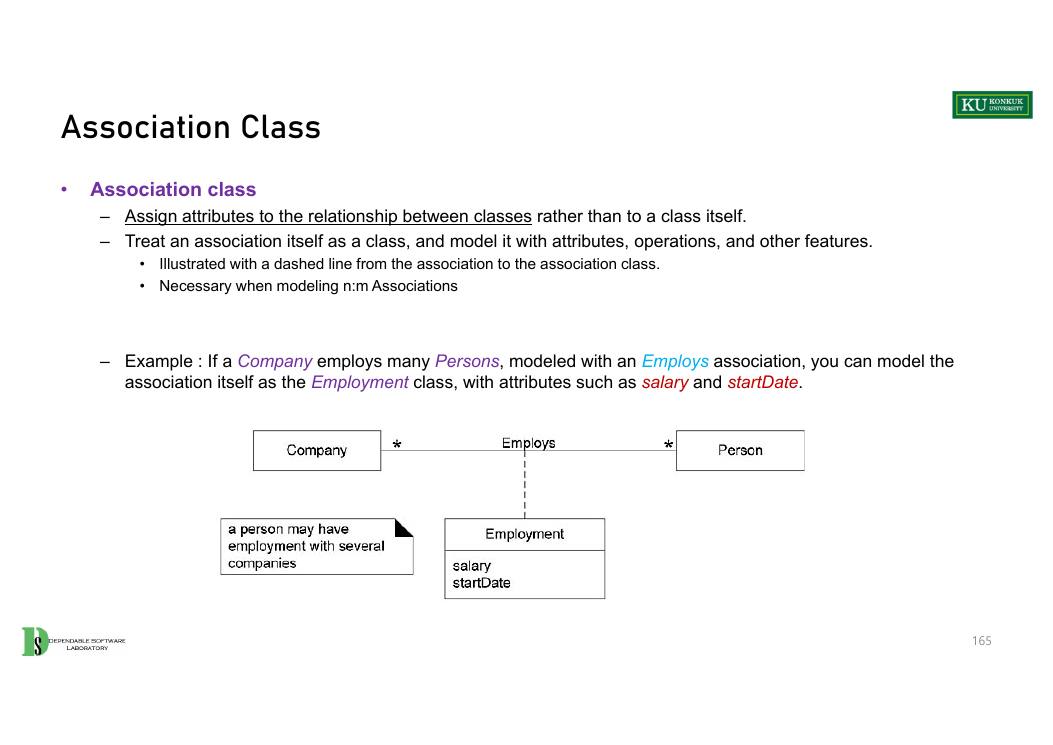 KU KONKUK
UNIVERSITY
Association Class
• Association class
– Assign attributes to the relationship between classes rather than to a class itself.
– Treat an association itself as a class, and model it with attributes, operations, and other features.
• Illustrated with a dashed line from the association to the association class.
• Necessary when modeling n:m Associations
– Example : If a Company employs many Persons, modeled with an Employs association, you can model the
association itself as the Employment class, with attributes such as salary and startDate.
Company * Employs * Person
a person may have
employment with several
companies
Employment
salary
startDate
DS DEPENDABLE SOFTWARE
LABORATORY
165